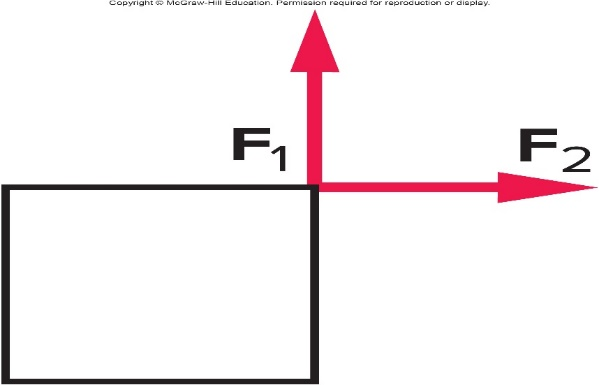 Copyright © McGraw-Hill Education. Permission required for reproduction or display.
F1
F2